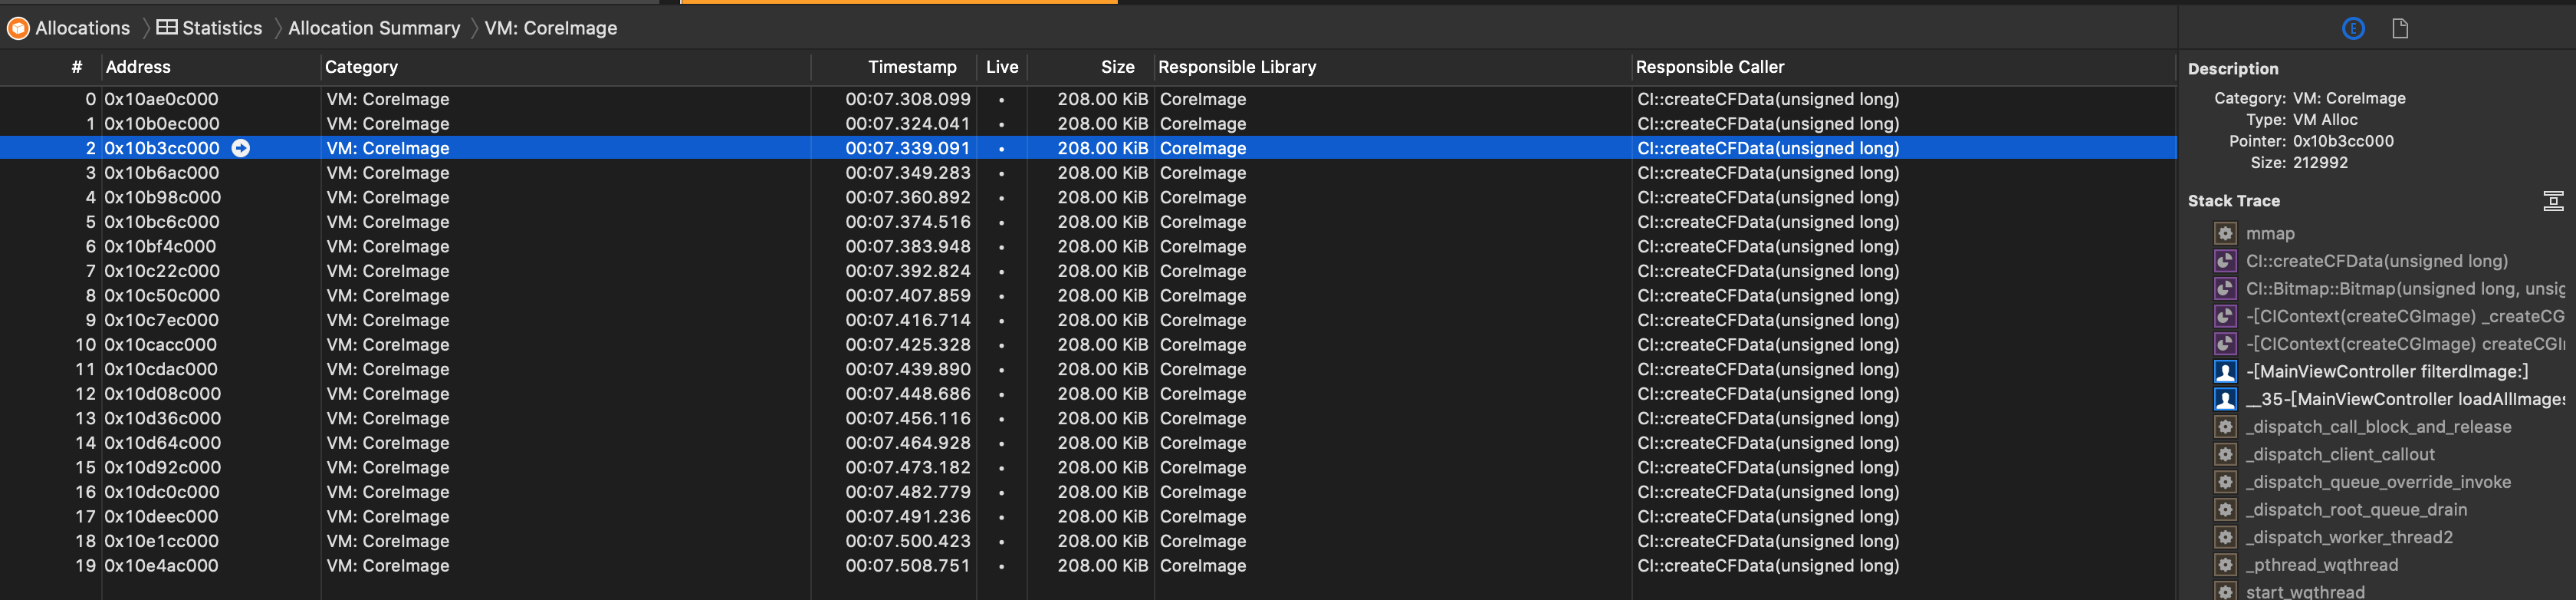 Allocations Statistics Allocation Summary VM: CoreImage
# Address Category Timestamp Live Size Responsible Library Responsible Caller
0 0x10ae0c000 VM: CoreImage 00:07.308.099 • 208.00 KiB CoreImage CI::createCFData(unsigned long)
1 0x10b0ec000 VM: CoreImage 00:07.324.041 • 208.00 KiB CoreImage CI::createCFData(unsigned long)
2 0x10b3cc000 VM: CoreImage 00:07.339.091 • 208.00 KiB CoreImage CI::createCFData(unsigned long)
3 0x10b6ac000 VM: CoreImage 00:07.349.283 • 208.00 KiB CoreImage CI::createCFData(unsigned long)
4 0x10b98c000 VM: CoreImage 00:07.360.892 • 208.00 KiB CoreImage CI::createCFData(unsigned long)
5 0x10bc6c000 VM: CoreImage 00:07.374.516 • 208.00 KiB CoreImage CI::createCFData(unsigned long)
6 0x10bf4c000 VM: CoreImage 00:07.383.948 • 208.00 KiB CoreImage CI::createCFData(unsigned long)
7 0x10c22c000 VM: CoreImage 00:07.392.824 • 208.00 KiB CoreImage CI::createCFData(unsigned long)
8 0x10c50c000 VM: CoreImage 00:07.407.859 • 208.00 KiB CoreImage CI::createCFData(unsigned long)
9 0x10c7ec000 VM: CoreImage 00:07.416.714 • 208.00 KiB CoreImage CI::createCFData(unsigned long)
10 0x10cacc000 VM: CoreImage 00:07.425.328 • 208.00 KiB CoreImage CI::createCFData(unsigned long)
11 0x10cdac000 VM: CoreImage 00:07.439.890 • 208.00 KiB CoreImage CI::createCFData(unsigned long)
12 0x10d08c000 VM: CoreImage 00:07.448.686 • 208.00 KiB CoreImage CI::createCFData(unsigned long)
13 0x10d36c000 VM: CoreImage 00:07.456.116 • 208.00 KiB CoreImage CI::createCFData(unsigned long)
14 0x10d64c000 VM: CoreImage 00:07.464.928 • 208.00 KiB CoreImage CI::createCFData(unsigned long)
15 0x10d92c000 VM: CoreImage 00:07.473.182 • 208.00 KiB CoreImage CI::createCFData(unsigned long)
16 0x10dc0c000 VM: CoreImage 00:07.482.779 • 208.00 KiB CoreImage CI::createCFData(unsigned long)
17 0x10deec000 VM: CoreImage 00:07.491.236 • 208.00 KiB CoreImage CI::createCFData(unsigned long)
18 0x10e1cc000 VM: CoreImage 00:07.500.423 • 208.00 KiB CoreImage CI::createCFData(unsigned long)
19 0x10e4ac000 VM: CoreImage 00:07.508.751 • 208.00 KiB CoreImage CI::createCFData(unsigned long)
E
Description
Category: VM: CoreImage
Type: VM Alloc
Pointer: 0x10b3cc000
Size: 212992
Stack Trace
mmap
CI::createCFData(unsigned long)
CI::Bitmap::Bitmap(unsigned long, unsig
-[CIContext(createCGImage) _createCG
-[CIContext(createCGImage) createCGI
-[MainViewController filterdImage:]
__35-[MainViewController loadAllImages
_dispatch_call_block_and_release
_dispatch_client_callout
_dispatch_queue_override_invoke
_dispatch_root_queue_drain
_dispatch_worker_thread2
_pthread_wqthread
start_wqthread